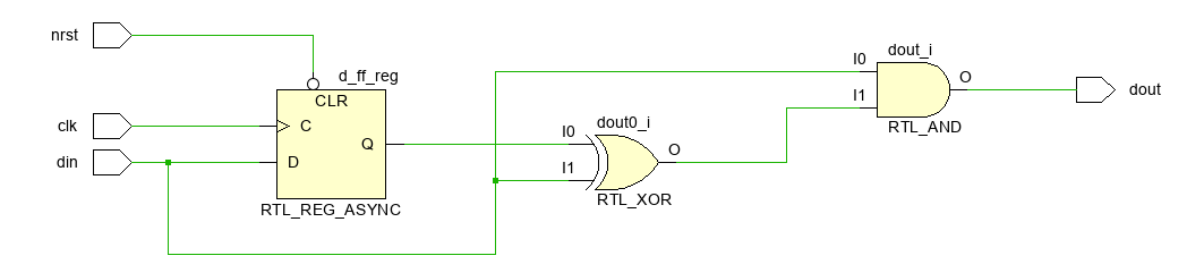 nrst
d_ff_reg
CLR
clk
C
din
D
Q
RTL_REG_ASYNC
dout0_i
I0
I1
O
RTL_XOR
dout_i
I0
I1
O
RTL_AND
dout